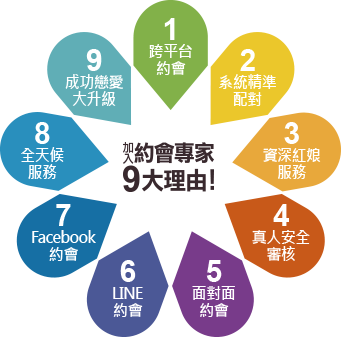 加入約會專家
9大理由!
1
跨平台
約會
2
系統精準
配對
3
資深紅娘
服務
4
真人安全
審核
5
面對面
約會
6
LINE
約會
7
Facebook
約會
8
全天候
服務
9
成功戀愛
大升級